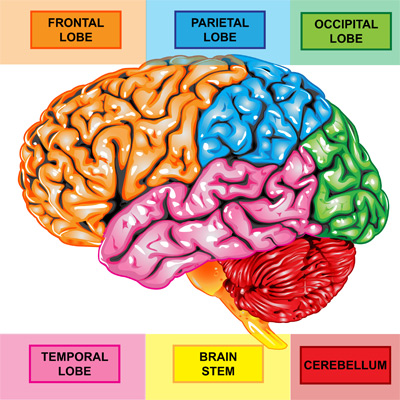 FRONTAL
LOBE
PARIETAL
LOBE
OCCIPITAL
LOBE
TEMPORAL
LOBE
BRAIN
STEM
CEREBELLUM